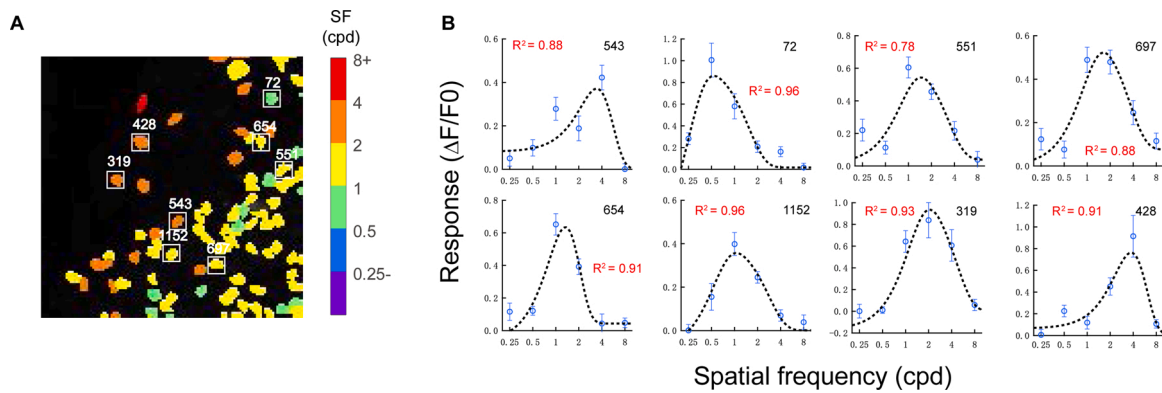 A
SF
(cpd)
8+
4
2
1
0.5
0.25-
72
428
654
551
319
543
1152
697
B
Response (ΔF/F0)
R² = 0.88
543
0.6
0.4
0.2
0.0
0.25 0.5 1 2 4 8
72
R² = 0.96
1.2
1.0
0.8
0.6
0.4
0.2
0.0
0.25 0.5 1 2 4 8
R² = 0.78
551
0.8
0.6
0.4
0.2
0.0
0.25 0.5 1 2 4 8
697
R² = 0.88
0.6
0.4
0.2
0.0
0.25 0.5 1 2 4 8
654
R² = 0.91
0.8
0.6
0.4
0.2
0.0
0.25 0.5 1 2 4 8
R² = 0.96
1152
0.6
0.4
0.2
0.0
0.25 0.5 1 2 4 8
R² = 0.93
319
1.0
0.8
0.6
0.4
0.2
0.0
-0.2
0.25 0.5 1 2 4 8
R² = 0.91
428
1.2
1.0
0.8
0.6
0.4
0.2
0.0
0.25 0.5 1 2 4 8
Spatial frequency (cpd)